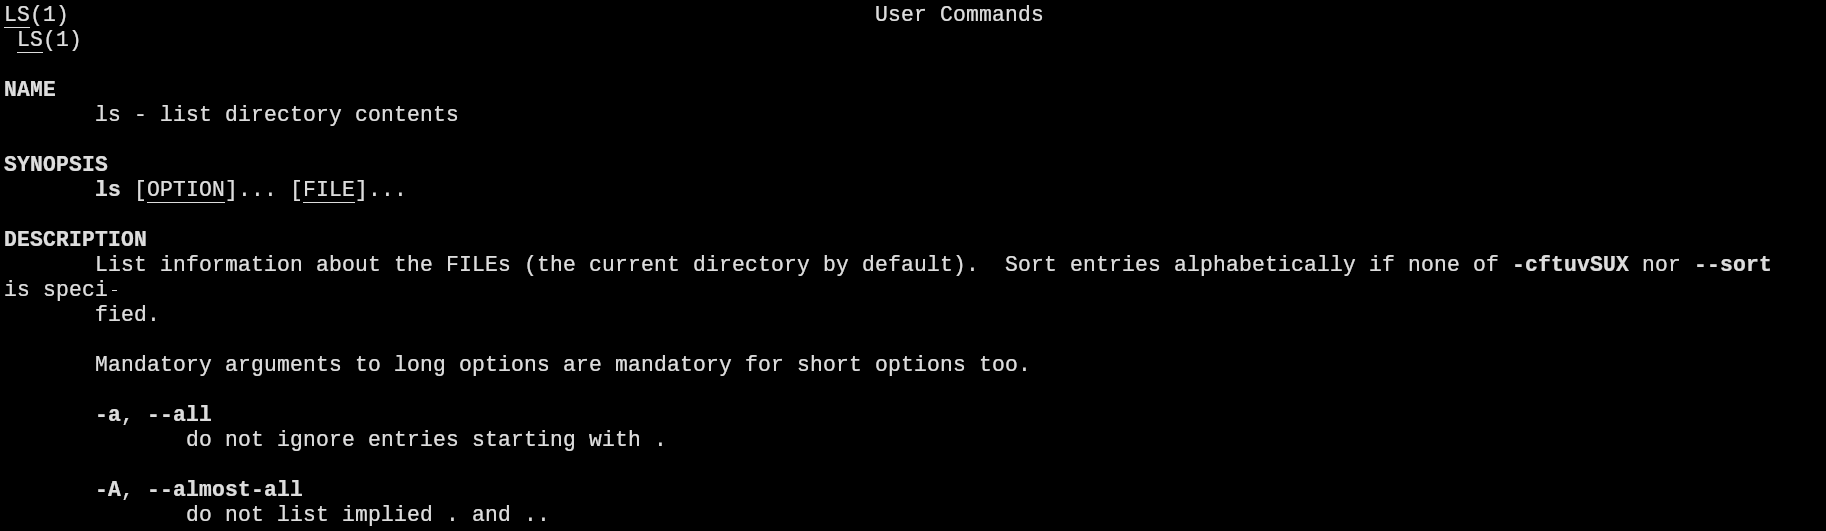 LS(1) User Commands
LS(1)
NAME
ls - list directory contents
SYNOPSIS
ls [OPTION]... [FILE]...
DESCRIPTION
List information about the FILEs (the current directory by default).  Sort entries alphabetically if none of -cftuvSUX nor --sort
is speci‐
fied.
Mandatory arguments to long options are mandatory for short options too.
-a, --all
do not ignore entries starting with .
-A, --almost-all
do not list implied . and ..